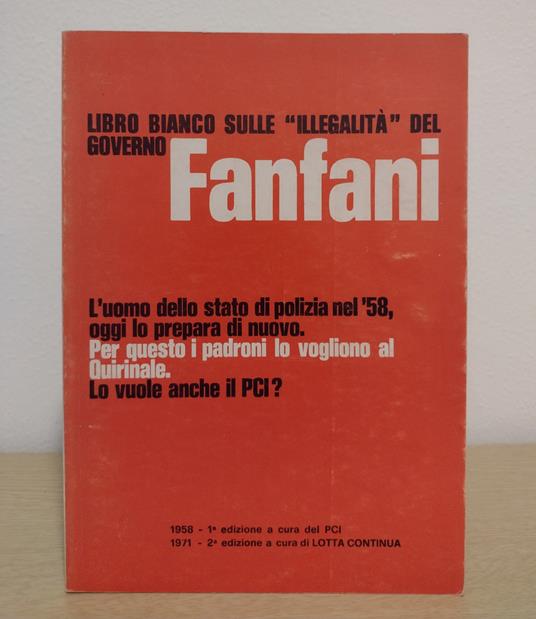 LIBRO BIANCO SULLE “ILLEGALITÀ” DEL
GOVERNO Fanfani
L'uomo dello stato di polizia nel '58,
oggi lo prepara di nuovo.
Per questo i padroni lo vogliono al
Quirinale.
Lo vuole anche il PCI?
1958 - 1ª edizione a cura del PCI
1971 - 2ª edizione a cura di LOTTA CONTINUA